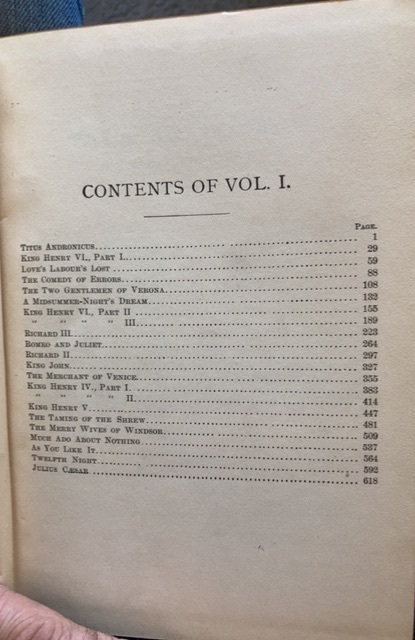 CONTENTS OF VOL. I.
PAGE.
TITUS ANDRONICUS 1
KING HENRY VI., PART I. 29
LOVE'S LABOUR'S LOST 59
THE COMEDY OF ERRORS 88
THE TWO GENTLEMEN OF VERONA 108
A MIDSUMMER-NIGHT'S DREAM 132
KING HENRY VI., PART II 155
" " " " III. 189
RICHARD III. 223
ROMEO AND JULIET 264
RICHARD II. 297
KING JOHN 327
THE MERCHANT OF VENICE 355
KING HENRY IV., PART I. 383
" " " " II. 414
KING HENRY V. 447
THE TAMING OF THE SHREW 481
THE MERRY WIVES OF WINDSOR 509
MUCH ADO ABOUT NOTHING 537
AS YOU LIKE IT 564
TWELFTH NIGHT 592
JULIUS CÆSAR 618